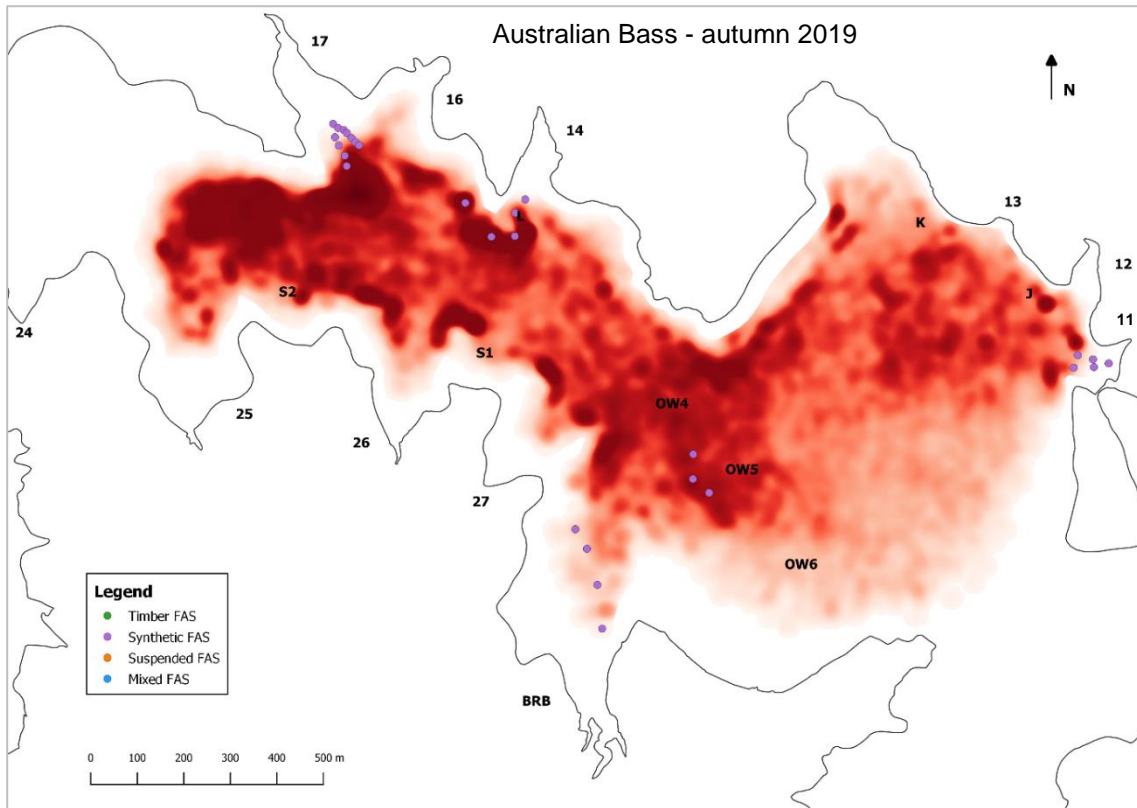 Australian Bass - autumn 2019
17
16
14
N
13
K
12
L
J
11
S2
24
S1
25
OW4
26
OW5
27
OW6
Legend
Timber FAS
Synthetic FAS
Suspended FAS
Mixed FAS
BRB
0 100 200 300 400 500 m